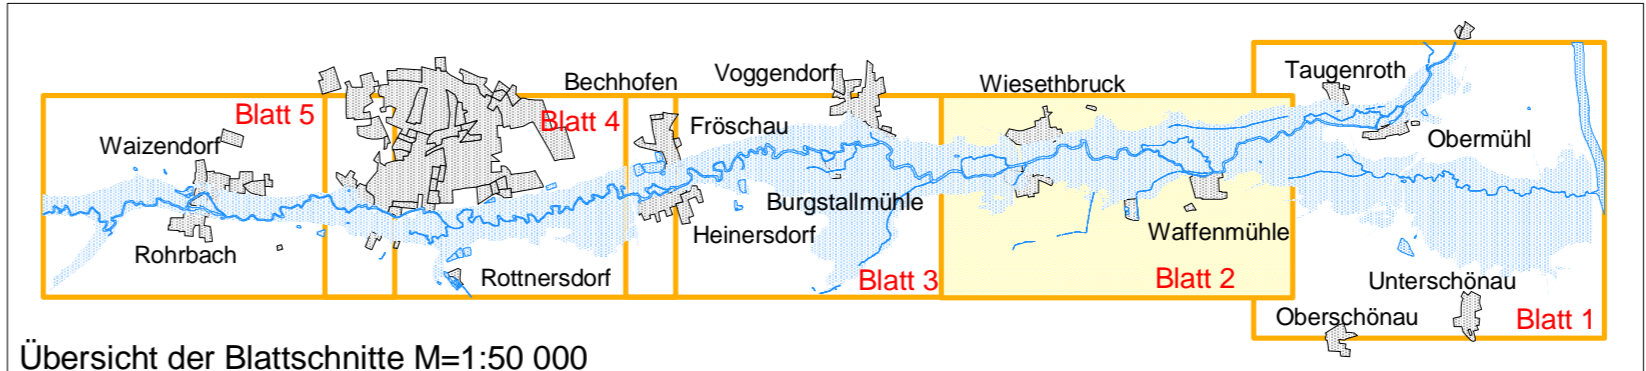 Taugenroth
Voggendorf
Bechhofen
Wiesethbruck
Blatt 5
Blatt 4
Fröschau
Obermühl
Waizendorf
Burgstallmühle
Heinersdorf
Waffenmühle
Rohrbach
Rottnersdorf
Blatt 3
Blatt 2
Unterschönau
Oberschönau
Blatt 1
Übersicht der Blattschnitte M=1:50 000